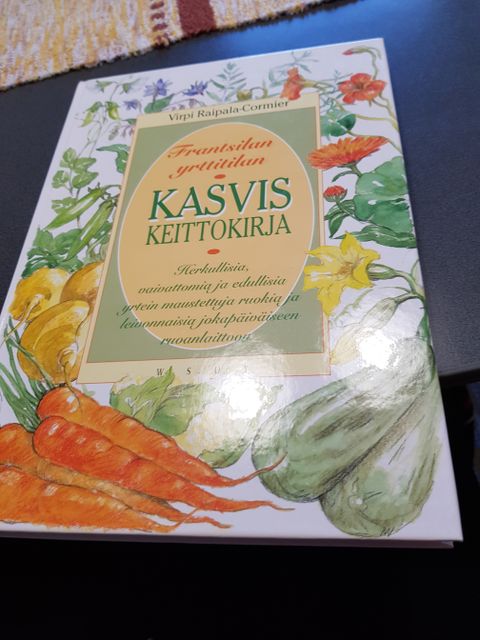 Virpi Raipala-Cormier
Frantsilan
yrttitilan
KASVIS
KEITTOKIRJA
Herkullisia,
vaivattomia ja edullisia
yrtein maustettuja ruokia ja
leivonnaisia jokapäiväiseen
ruoanlaittoon
W S O Y